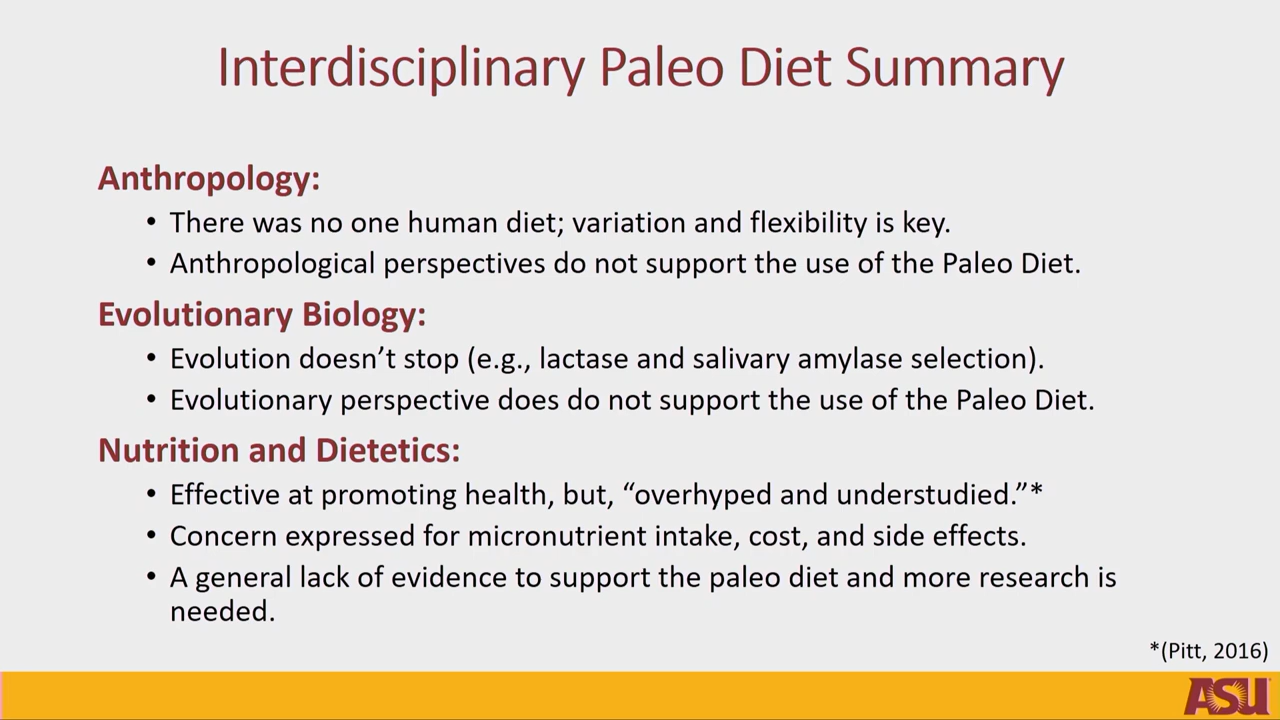 Interdisciplinary Paleo Diet Summary
Anthropology:
• There was no one human diet; variation and flexibility is key.
• Anthropological perspectives do not support the use of the Paleo Diet.
Evolutionary Biology:
• Evolution doesn’t stop (e.g., lactase and salivary amylase selection).
• Evolutionary perspective does do not support the use of the Paleo Diet.
Nutrition and Dietetics:
• Effective at promoting health, but, “overhyped and understudied.”*
• Concern expressed for micronutrient intake, cost, and side effects.
• A general lack of evidence to support the paleo diet and more research is
needed.
*(Pitt, 2016)
ASU